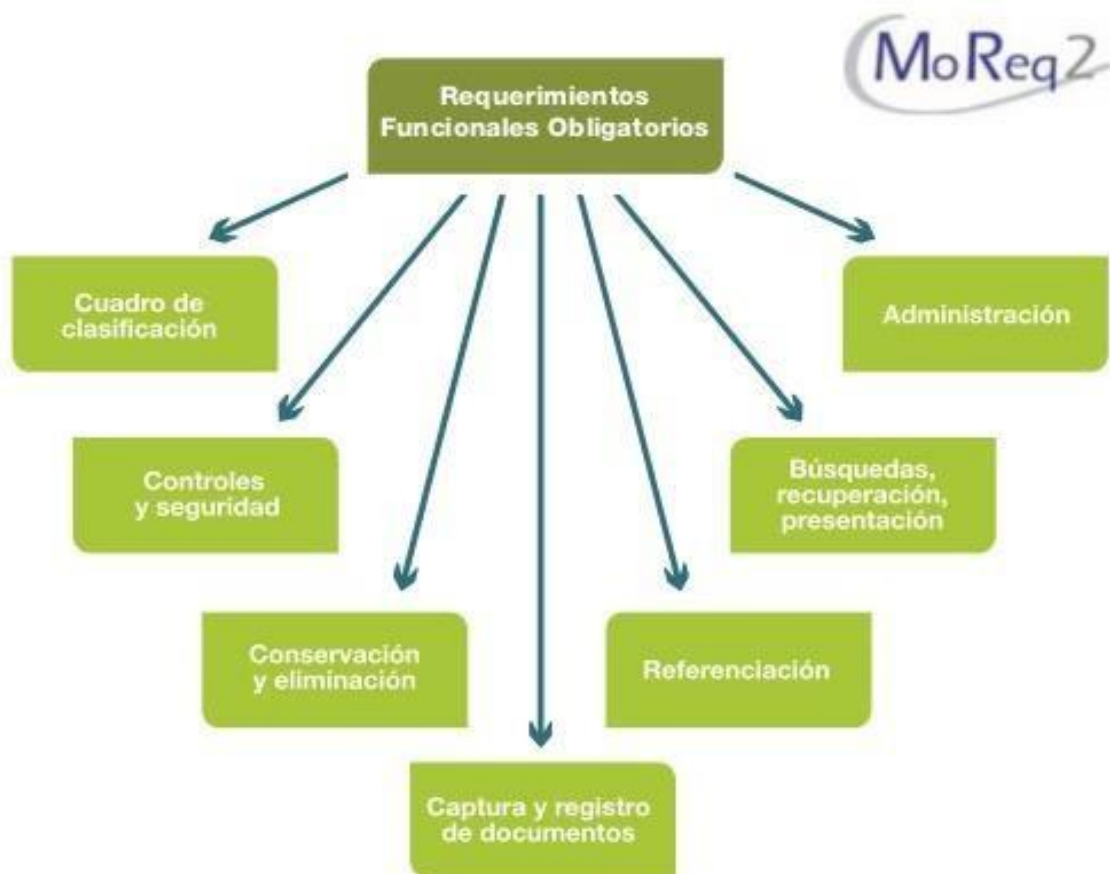 MoReq2
Requerimientos
Funcionales Obligatorios
Cuadro de
clasificación
Administración
Controles
y seguridad
Búsquedas,
recuperación,
presentación
Conservación
y eliminación
Referenciación
Captura y registro
de documentos